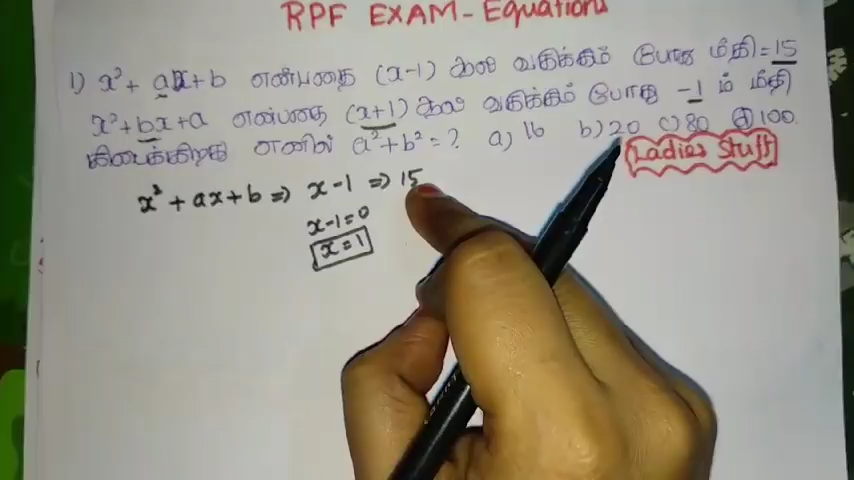 RPF EXAM - Equations
1) x² + ax + b என்பதை (x-1) ஆல் வகுக்கும் போது மீதி = 15
x² + bx + a என்பதை (x+1) ஆல் வகுக்கும் போது -1 ம் மீதி
கிடைக்கிறது எனில் a² + b² = ? a) 16 b) 20 c) 80 d) 100
Ladies Stuff
x² + ax + b => x - 1 => 15
x - 1 = 0
x = 1